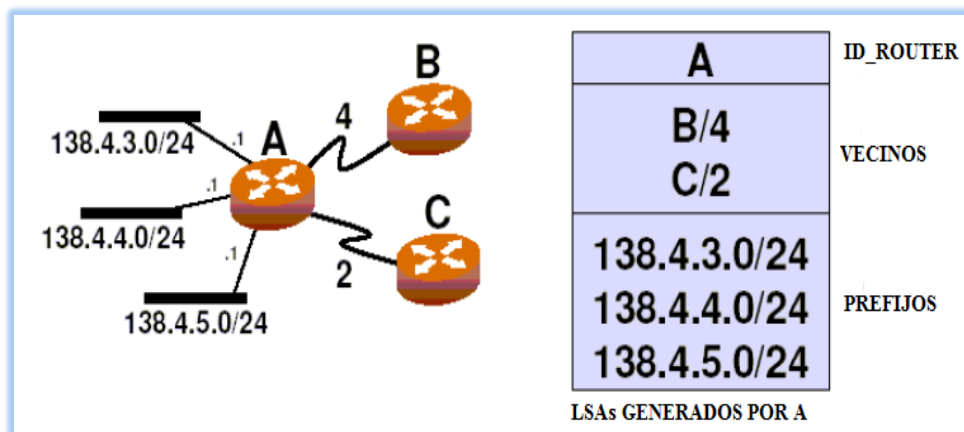 138.4.3.0/24
.1
A
4
B
138.4.4.0/24
.1
.1
138.4.5.0/24
2
C
A
ID_ROUTER
B/4
C/2
VECINOS
138.4.3.0/24
138.4.4.0/24
138.4.5.0/24
PREFIJOS
LSAs GENERADOS POR A